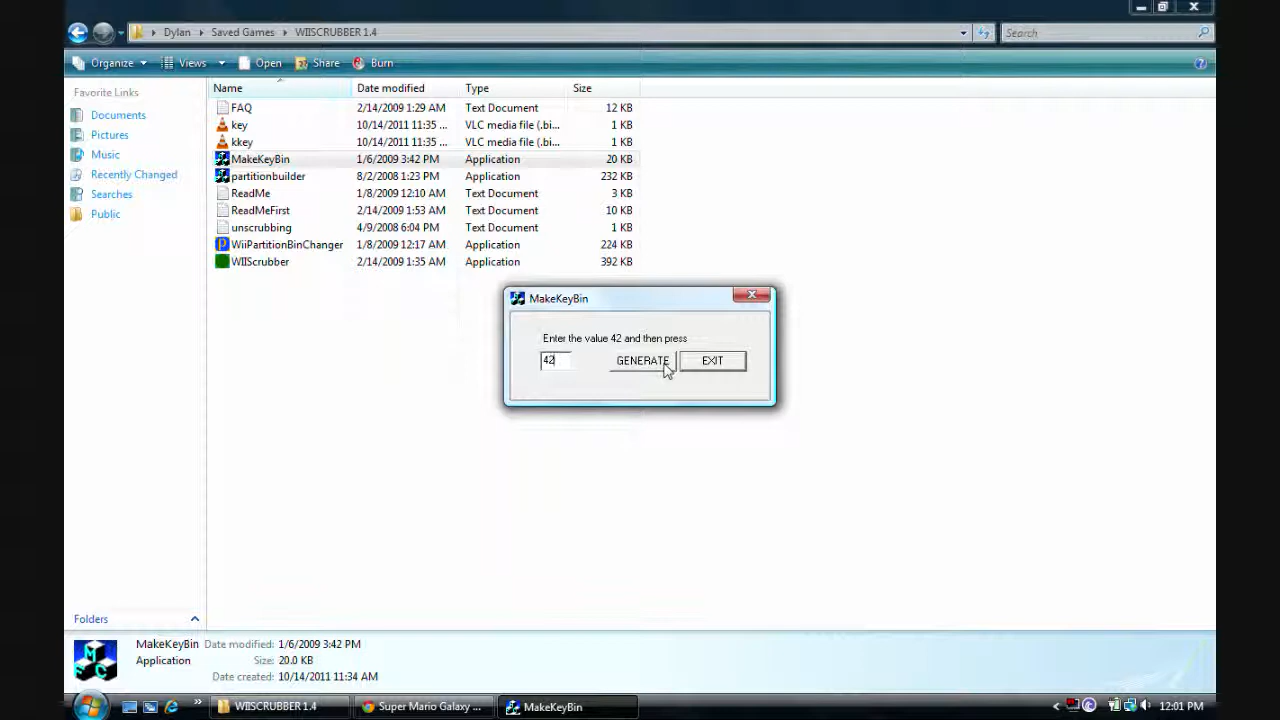 Dylan ▸ Saved Games ▸ WIISCRUBBER 1.4
Search
Organize Views Open Share Burn
Favorite Links
Documents
Pictures
Music
Recently Changed
Searches
Public
Folders
Name Date modified Type Size
FAQ 2/14/2009 1:29 AM Text Document 12 KB
key 10/14/2011 11:35 ... VLC media file (.bi... 1 KB
kkey 10/14/2011 11:35 ... VLC media file (.bi... 1 KB
MakeKeyBin 1/6/2009 3:42 PM Application 20 KB
partitionbuilder 8/2/2008 1:23 PM Application 232 KB
ReadMe 1/8/2009 12:10 AM Text Document 3 KB
ReadMeFirst 2/14/2009 1:53 AM Text Document 10 KB
unscrubbing 4/9/2008 6:04 PM Text Document 1 KB
WiiPartitionBinChanger 1/8/2009 12:17 AM Application 224 KB
WIIScrubber 2/14/2009 1:35 AM Application 392 KB
MakeKeyBin
Enter the value 42 and then press
42 GENERATE EXIT
MakeKeyBin Date modified: 1/6/2009 3:42 PM
Application Size: 20.0 KB
Date created: 10/14/2011 11:34 AM
WIISCRUBBER 1.4 Super Mario Galaxy ... MakeKeyBin 12:01 PM